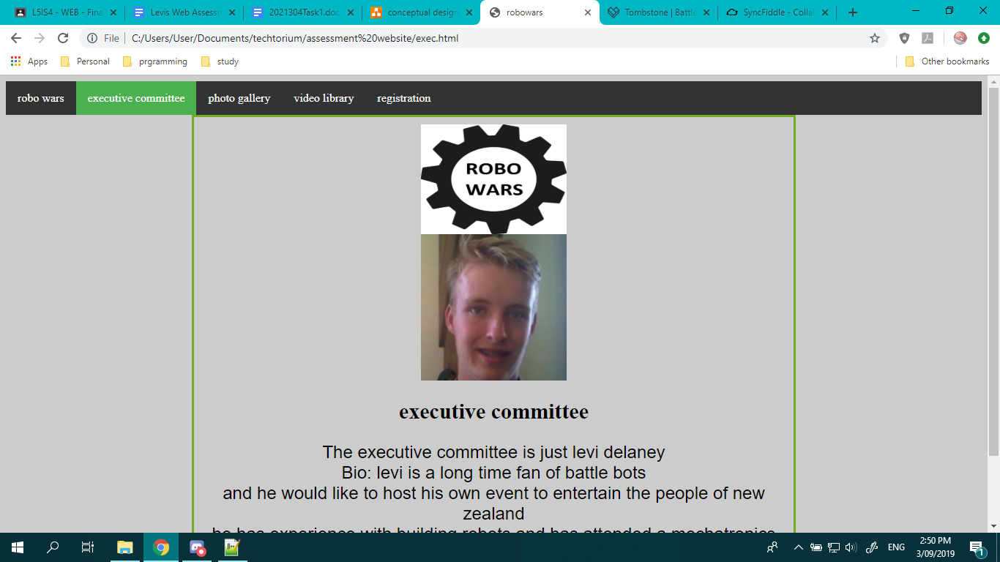 L5IS4 - WEB - Fina
Levis Web Assessm
2021304Task1.doc
conceptual design
robowars
Tombstone | Battle
SyncFiddle - Colla
File
C:/Users/User/Documents/techtorium/assessment%20website/exec.html
Apps
Personal
prgramming
study
Other bookmarks
robo wars
executive committee
photo gallery
video library
registration
ROBO
WARS
executive committee
The executive committee is just levi delaney
Bio: levi is a long time fan of battle bots
and he would like to host his own event to entertain the people of new
zealand
he has experience with building robots and has attended a mechatronics
ENG
2:50 PM
3/09/2019
1